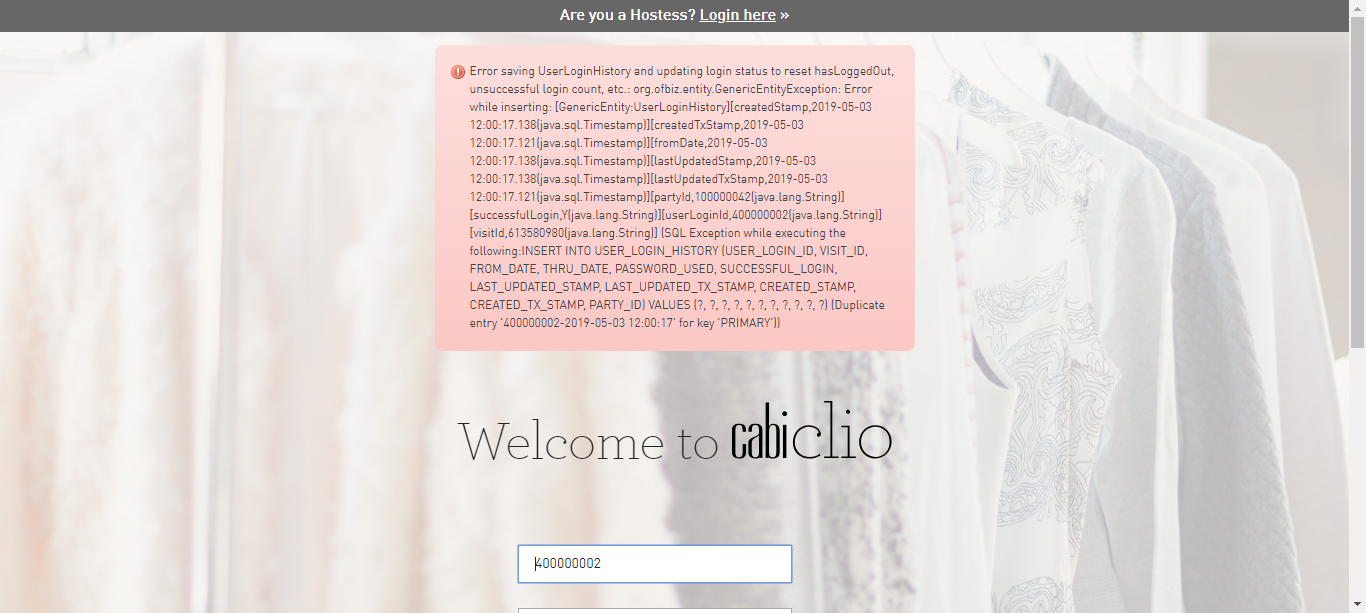 Are you a Hostess? Login here »
Error saving UserLoginHistory and updating login status to reset hasLoggedOut,
unsuccessful login count, etc.: org.ofbiz.entity.GenericEntityException: Error
while inserting: [GenericEntity:UserLoginHistory][createdStamp,2019-05-03
12:00:17.138(java.sql.Timestamp)][createdTxStamp,2019-05-03
12:00:17.121(java.sql.Timestamp)][fromDate,2019-05-03
12:00:17.138(java.sql.Timestamp)][lastUpdatedStamp,2019-05-03
12:00:17.138(java.sql.Timestamp)][lastUpdatedTxStamp,2019-05-03
12:00:17.121(java.sql.Timestamp)][partyId,100000042(java.lang.String)]
[successfulLogin,Y(java.lang.String)][userLoginId,400000002(java.lang.String)]
[visitId,613580980(java.lang.String)] (SQL Exception while executing the
following:INSERT INTO USER_LOGIN_HISTORY (USER_LOGIN_ID, VISIT_ID,
FROM_DATE, THRU_DATE, PASSWORD_USED, SUCCESSFUL_LOGIN,
LAST_UPDATED_STAMP, LAST_UPDATED_TX_STAMP, CREATED_STAMP,
CREATED_TX_STAMP, PARTY_ID) VALUES (?, ?, ?, ?, ?, ?, ?, ?, ?, ?, ?) (Duplicate
entry '400000002-2019-05-03 12:00:17' for key 'PRIMARY'))
Welcome to cabiclio
400000002